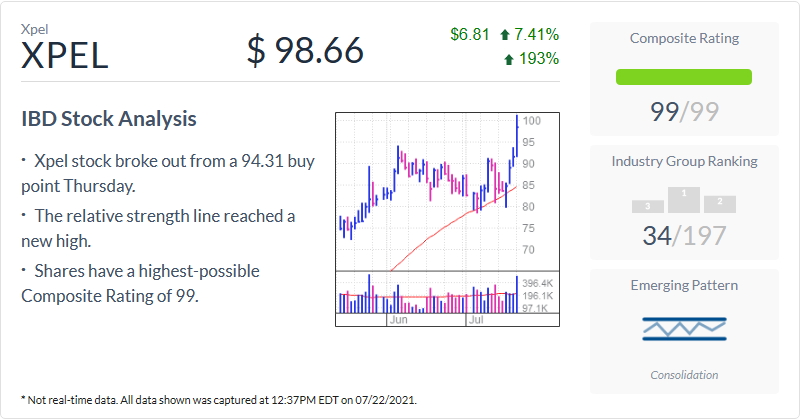 Xpel
XPEL
$ 98.66
$6.81 7.41%
193%
IBD Stock Analysis
· Xpel stock broke out from a 94.31 buy
point Thursday.
· The relative strength line reached a
new high.
· Shares have a highest-possible
Composite Rating of 99.
100
95
90
85
80
75
70
396.4K
196.1K
97.1K
Jun
Jul
Composite Rating
99/99
Industry Group Ranking
3
1
2
34/197
Emerging Pattern
Consolidation
* Not real-time data. All data shown was captured at 12:37PM EDT on 07/22/2021.